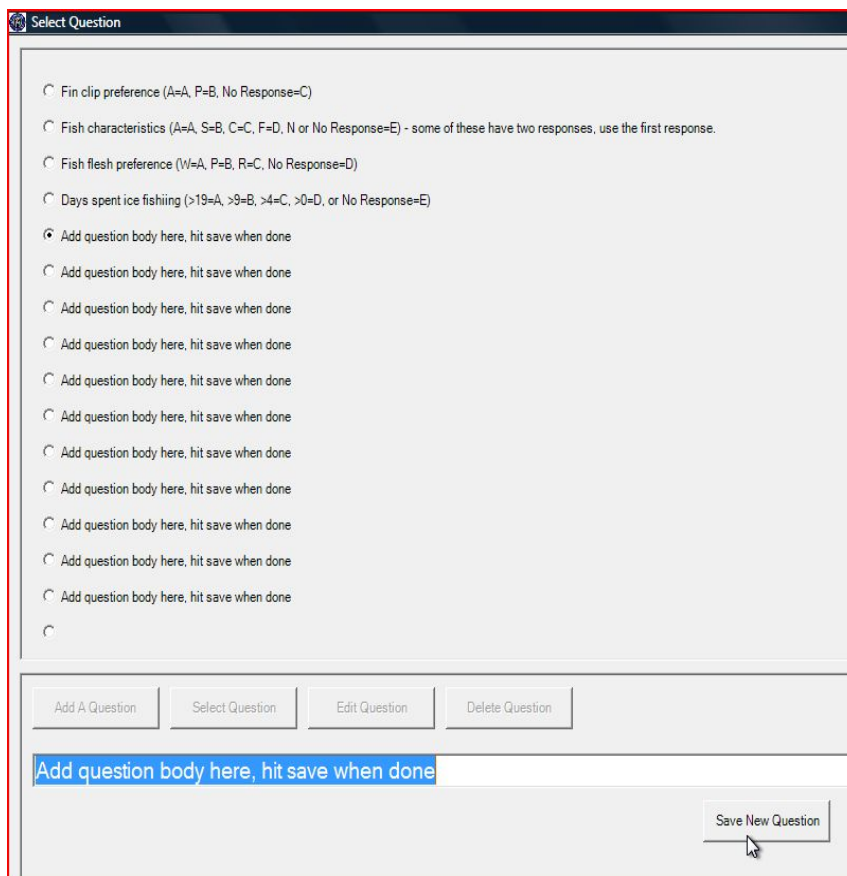 Select Question
Fin clip preference (A=A, P=B, No Response=C)
Fish characteristics (A=A, S=B, C=C, F=D, N or No Response=E) - some of these have two responses, use the first response.
Fish flesh preference (W=A, P=B, R=C, No Response=D)
Days spent ice fishiing (>19=A, >9=B, >4=C, >0=D, or No Response=E)
Add question body here, hit save when done
Add question body here, hit save when done
Add question body here, hit save when done
Add question body here, hit save when done
Add question body here, hit save when done
Add question body here, hit save when done
Add question body here, hit save when done
Add question body here, hit save when done
Add question body here, hit save when done
Add question body here, hit save when done
Add question body here, hit save when done
Add A Question Select Question Edit Question Delete Question
Add question body here, hit save when done
Save New Question